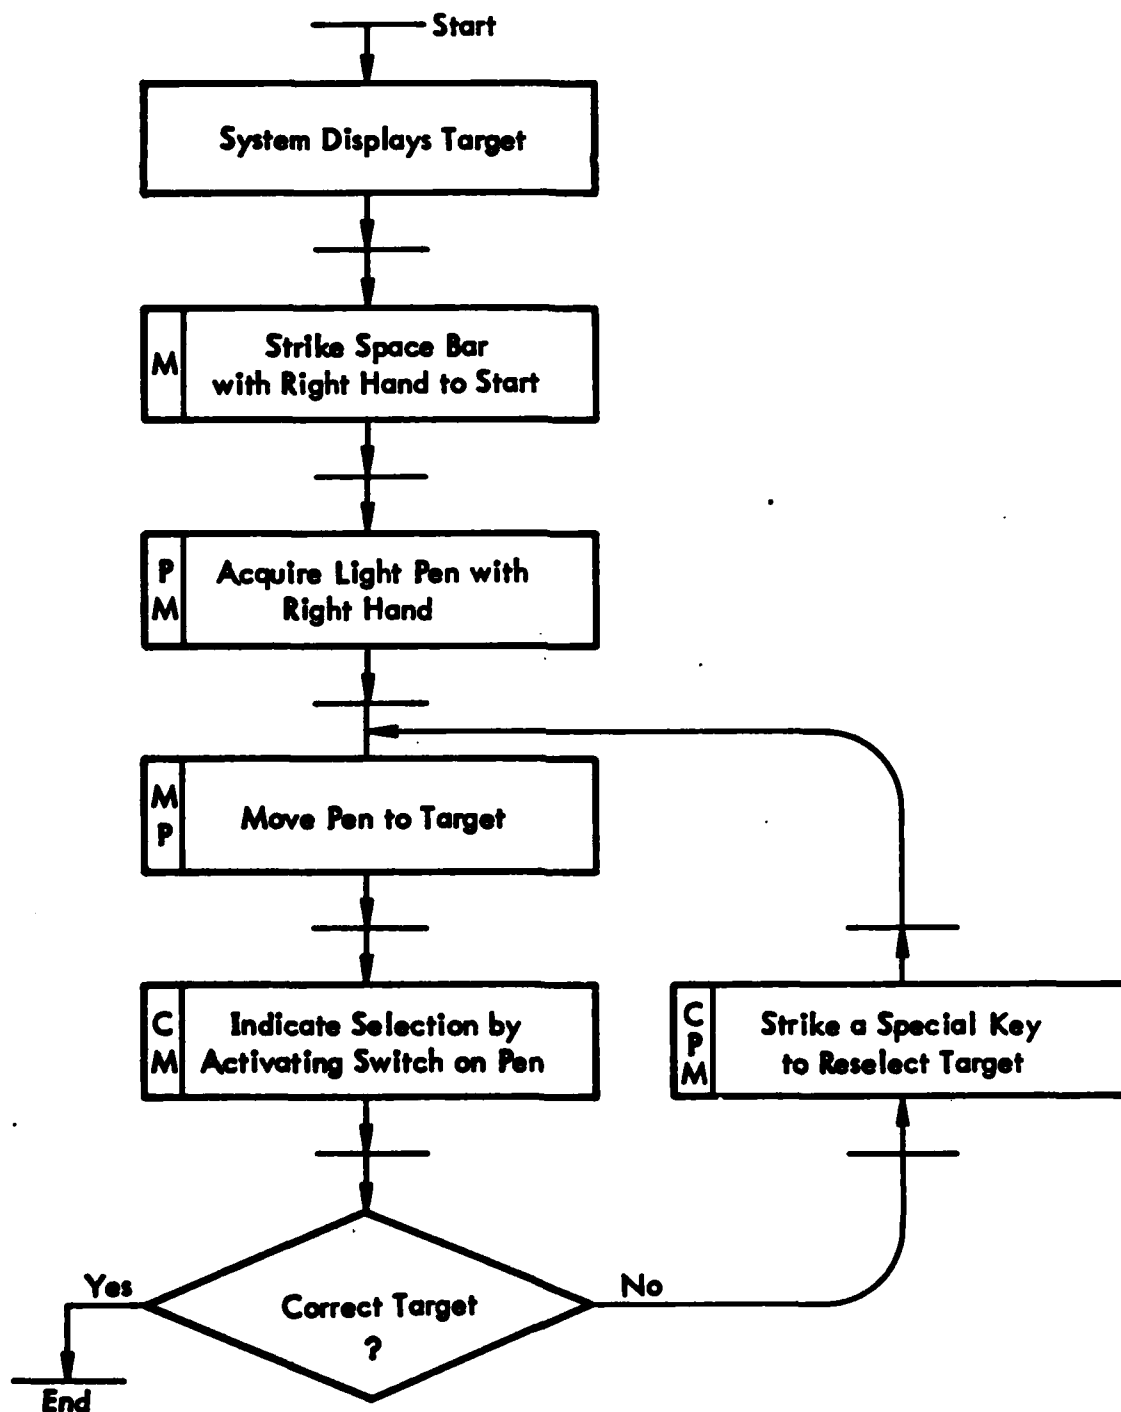 Start
System Displays Target
M
Strike Space Bar
with Right Hand to Start
P
M
Acquire Light Pen with
Right Hand
M
P
Move Pen to Target
C
M
Indicate Selection by
Activating Switch on Pen
C
P
M
Strike a Special Key
to Reselect Target
Yes
No
Correct Target
?
End